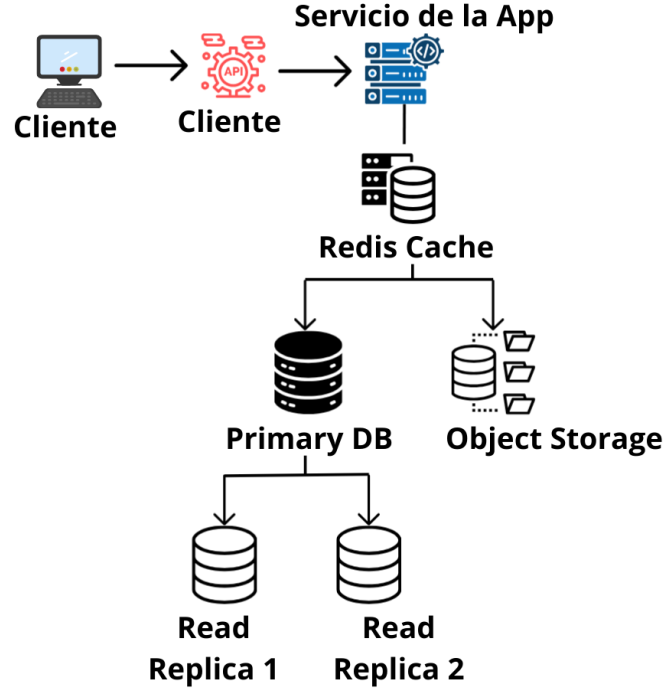 Servicio de la App
Cliente
API
Cliente
Redis Cache
Primary DB
Object Storage
Read
Replica 1
Read
Replica 2